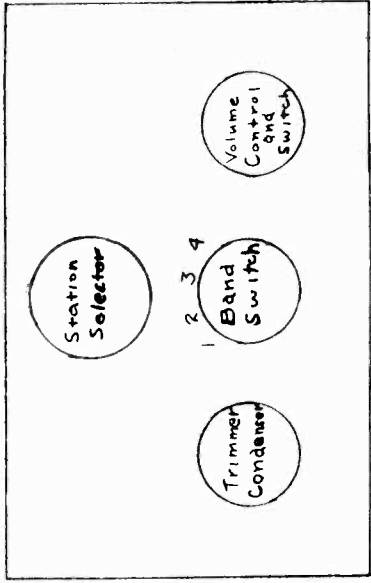 Station
Selector
1 2 3 4
Trimmer
Condenser
Band
Switch
Volume
Control
and
Switch